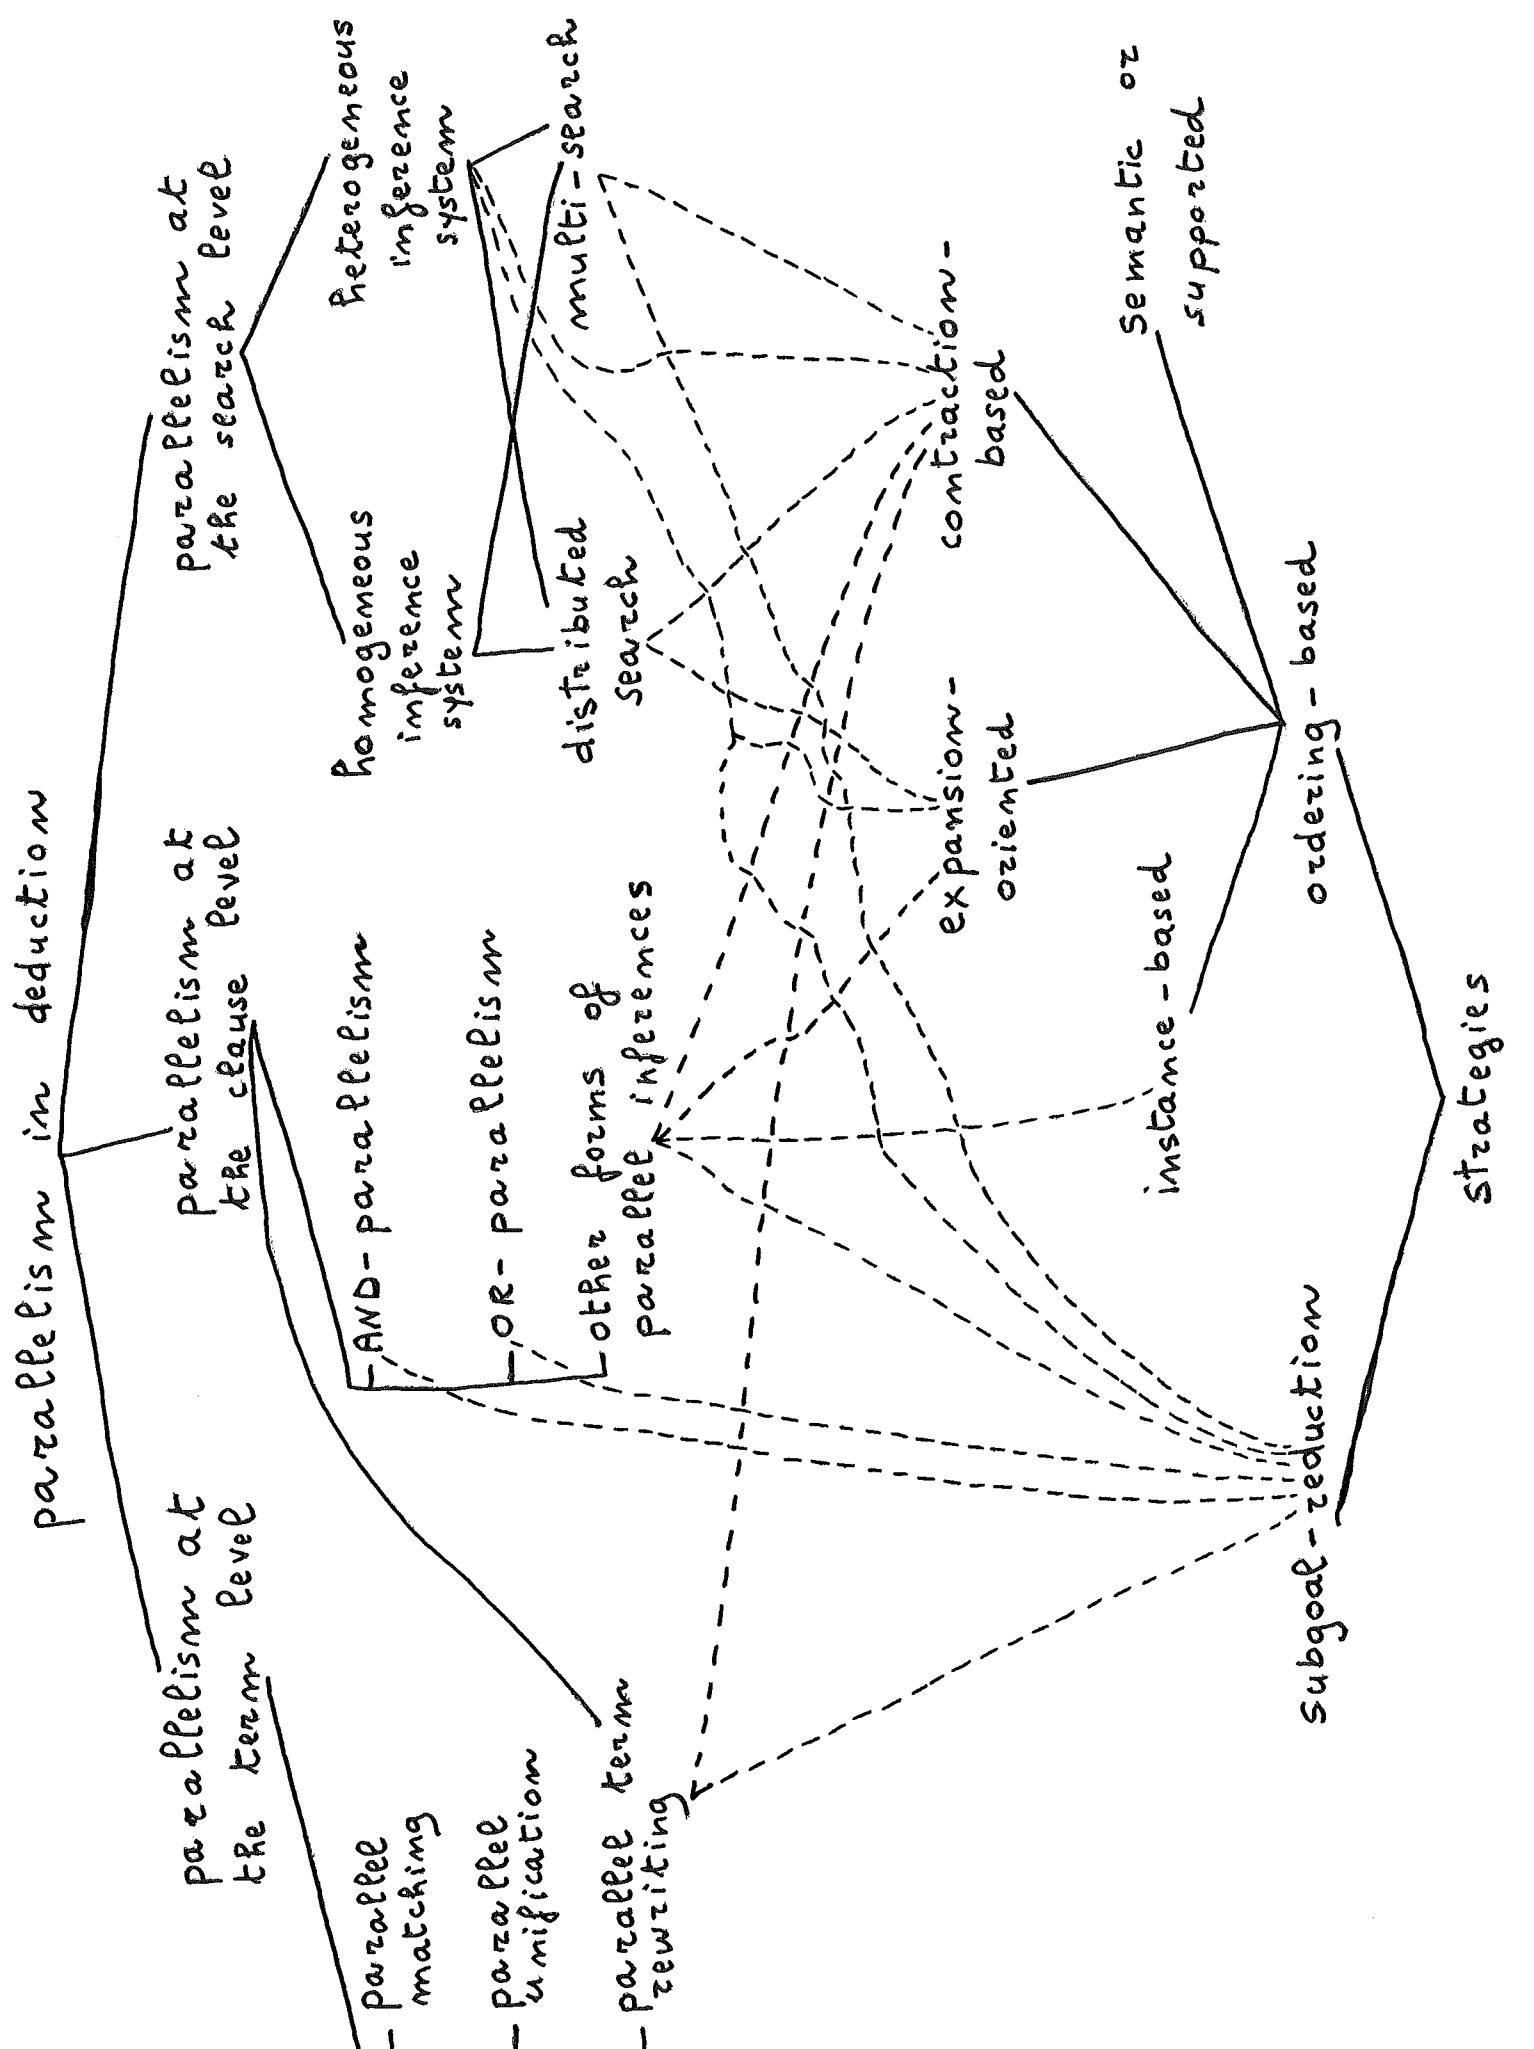 parallelism in deduction
parallelism at
the term level
parallelism at
the clause level
parallelism at
the search level
- parallel
matching
- parallel
unification
- parallel term
rewriting
AND-parallelism
OR-parallelism
other forms of
parallel inferences
homogeneous
inference
system
heterogeneous
inference
system
distributed
search
multi-search
expansion-
oriented
contraction-
based
instance-based
semantic or
supported
subgoal-reduction
ordering-based
strategies